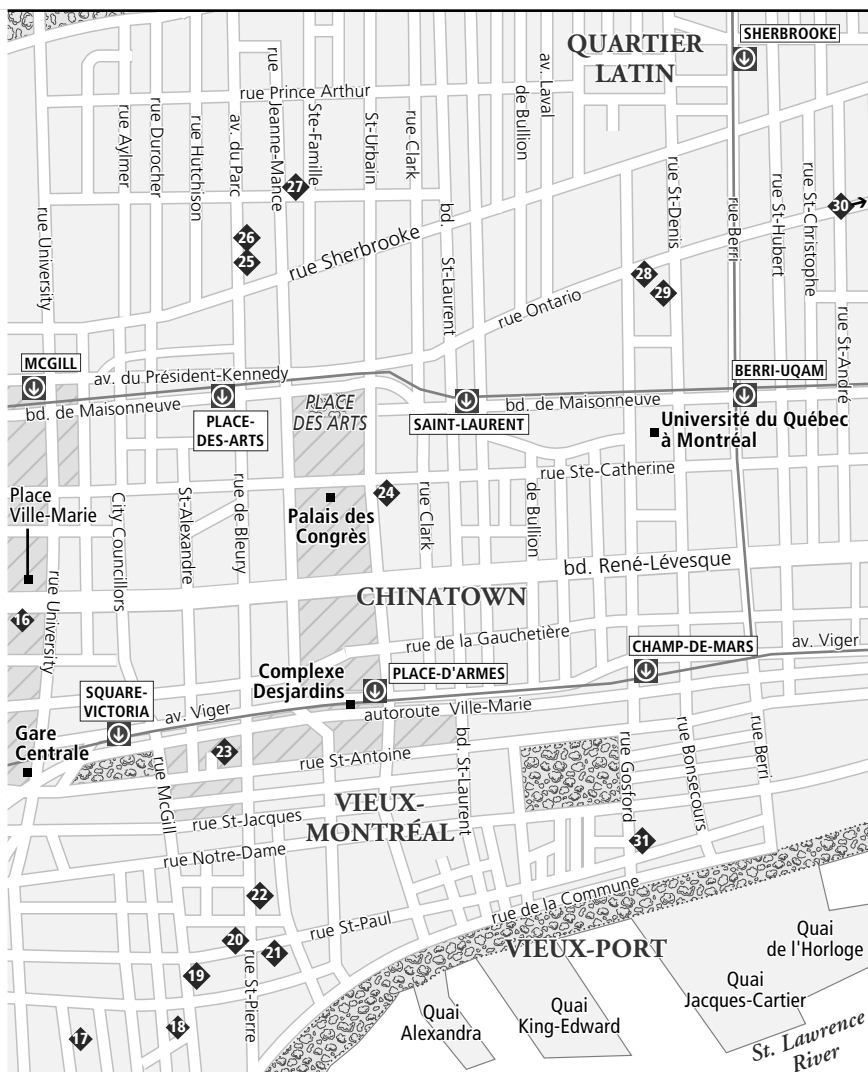 SHERBROOKE
QUARTIER
LATIN
rue Prince Arthur
rue Aylmer
rue Durocher
rue Hutchison
av. du Parc
rue
Jeanne-Mance
Ste-Famille
St-Urbain
rue Clark
bd.
St-Laurent
de Bullion
av. Laval
rue St-Denis
rue-Berri
rue St-Hubert
rue St-Christophe
rue St-André
rue University
27
30
26
25
rue Sherbrooke
28
29
rue Ontario
MCGILL
av. du Président-Kennedy
bd. de Maisonneuve
PLACE-
DES-ARTS
PLACE
DES ARTS
SAINT-LAURENT
bd. de Maisonneuve
BERRI-UQAM
Université du Québec
à Montréal
rue Ste-Catherine
Place
Ville-Marie
City Councillors
St-Alexandre
rue de Bleury
Palais des
Congrès
24
rue Clark
de Bullion
bd. René-Lévesque
rue University
16
CHINATOWN
rue de la Gauchetière
CHAMP-DE-MARS
av. Viger
Complexe
Desjardins
PLACE-D'ARMES
SQUARE-
VICTORIA
av. Viger
autoroute Ville-Marie
Gare
Centrale
23
rue St-Antoine
bd. St-Laurent
rue Gosford
rue Bonsecours
rue Berri
rue McGill
VIEUX-
MONTRÉAL
rue St-Jacques
rue Notre-Dame
31
22
rue St-Paul
rue de la Commune
20
21
rue St-Pierre
19
18
17
VIEUX-PORT
Quai
de l'Horloge
Quai
Jacques-Cartier
Quai
King-Edward
Quai
Alexandra
St. Lawrence
River